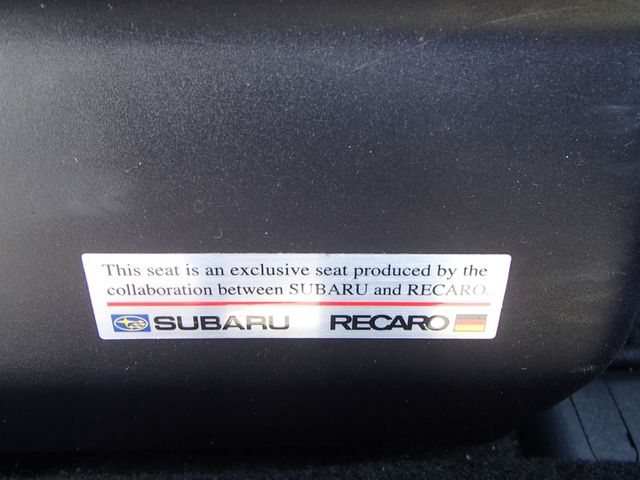 This seat is an exclusive seat produced by the
collaboration between SUBARU and RECARO.
SUBARU RECARO